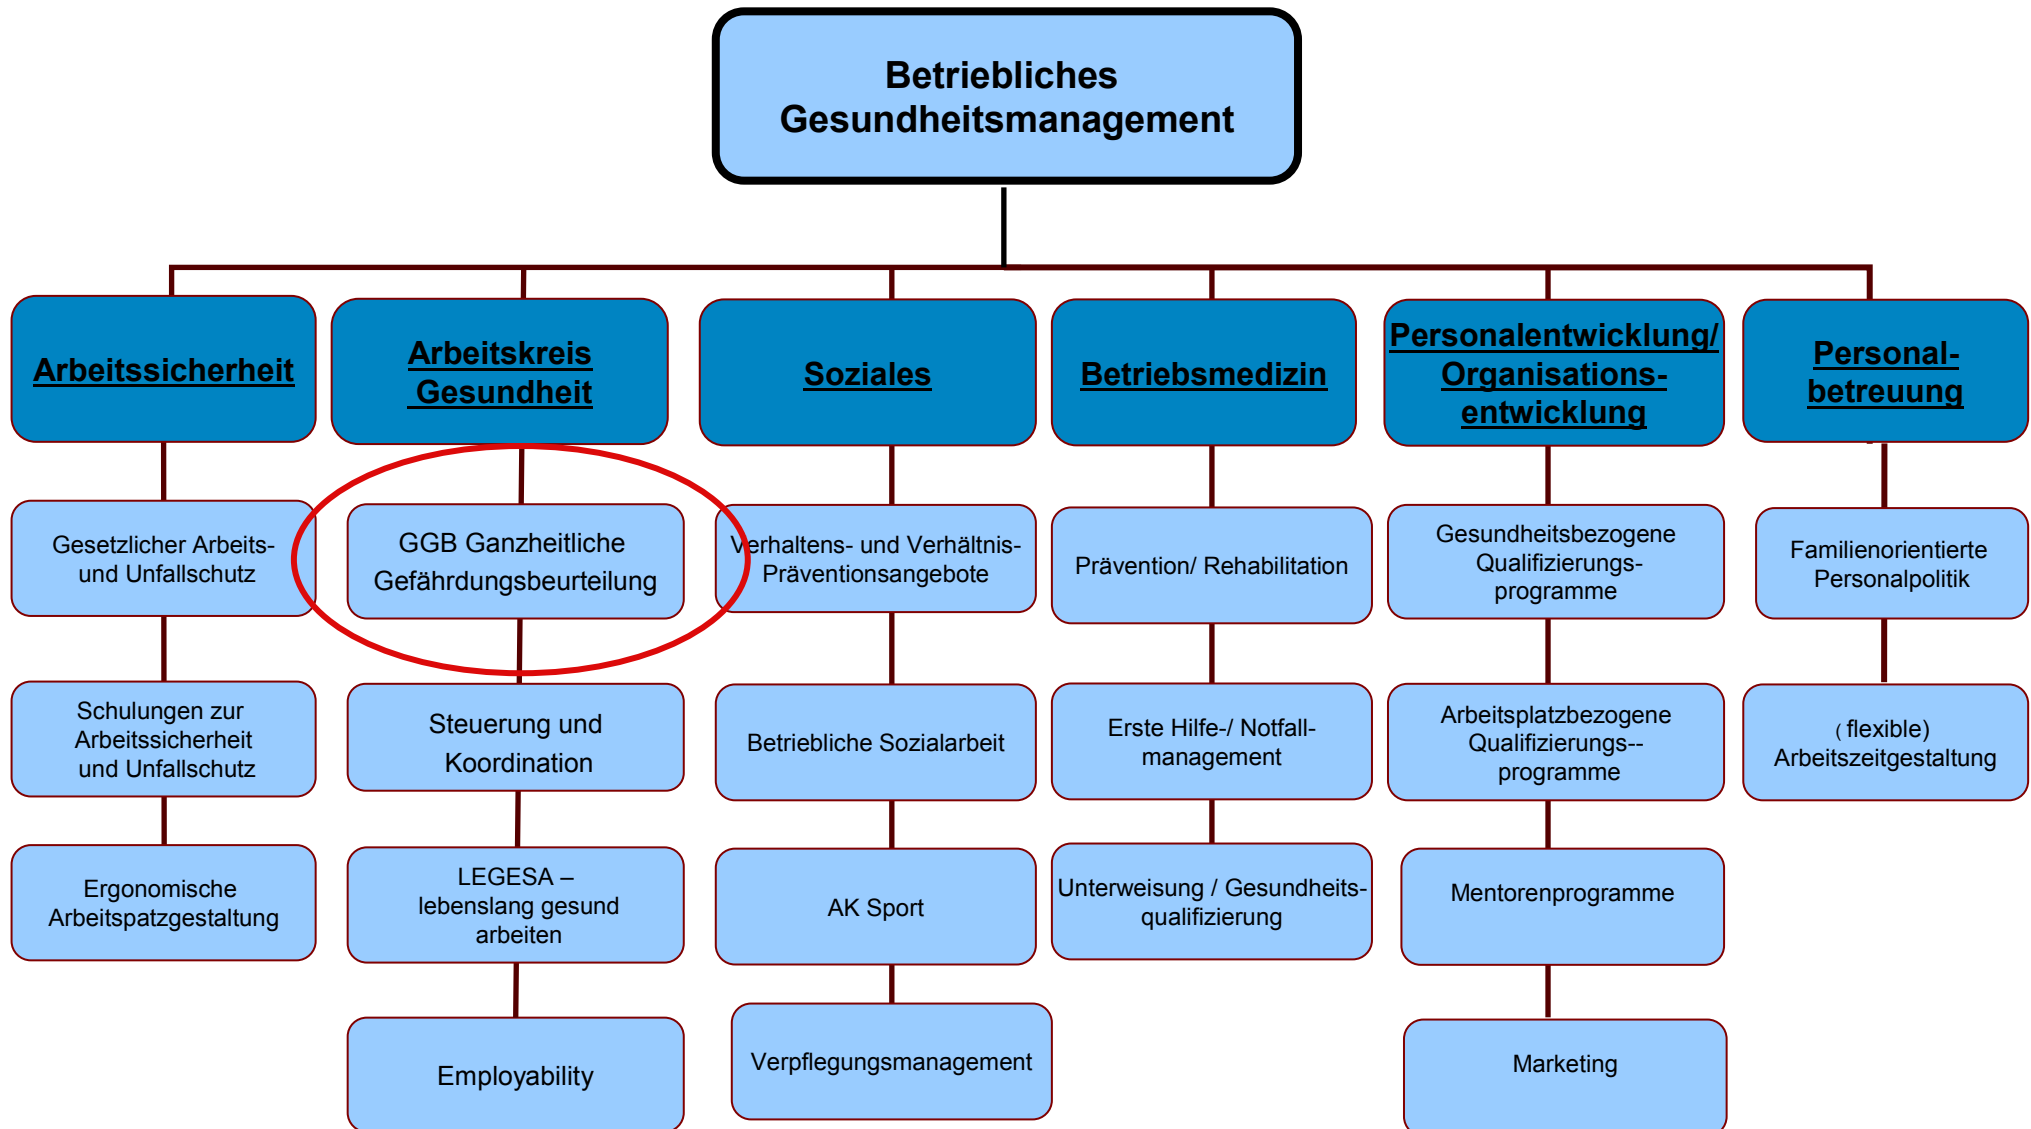 Betriebliches
Gesundheitsmanagement
Arbeitssicherheit
Arbeitskreis
Gesundheit
Soziales
Betriebsmedizin
Personalentwicklung/
Organisations-
entwicklung
Personal-
betreuung
Gesetzlicher Arbeits-
und Unfallschutz
GGB Ganzheitliche
Gefährdungsbeurteilung
Verhaltens- und Verhältnis-
Präventionsangebote
Prävention/ Rehabilitation
Gesundheitsbezogene
Qualifizierungs-
programme
Familienorientierte
Personalpolitik
Schulungen zur
Arbeitssicherheit
und Unfallschutz
Steuerung und
Koordination
Betriebliche Sozialarbeit
Erste Hilfe-/ Notfall-
management
Arbeitsplatzbezogene
Qualifizierungs--
programme
( flexible)
Arbeitszeitgestaltung
Ergonomische
Arbeitspatzgestaltung
LEGESA –
lebenslang gesund
arbeiten
AK Sport
Unterweisung / Gesundheits-
qualifizierung
Mentorenprogramme
Employability
Verpflegungsmanagement
Marketing